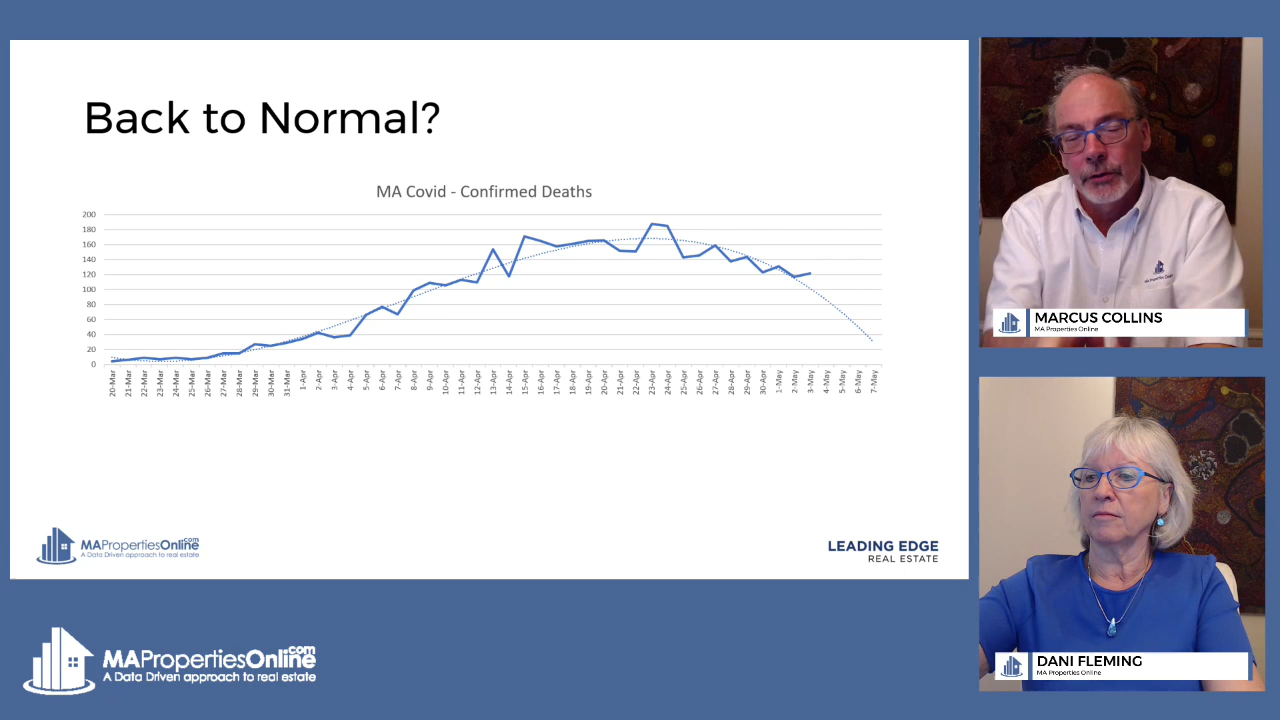 Back to Normal?
MA Covid - Confirmed Deaths
200
180
160
140
120
100
80
60
40
20
0
20-Mar
21-Mar
22-Mar
23-Mar
24-Mar
25-Mar
26-Mar
27-Mar
28-Mar
29-Mar
30-Mar
31-Mar
1-Apr
2-Apr
3-Apr
4-Apr
5-Apr
6-Apr
7-Apr
8-Apr
9-Apr
10-Apr
11-Apr
12-Apr
13-Apr
14-Apr
15-Apr
16-Apr
17-Apr
18-Apr
19-Apr
20-Apr
21-Apr
22-Apr
23-Apr
24-Apr
25-Apr
26-Apr
27-Apr
28-Apr
29-Apr
30-Apr
1-May
2-May
3-May
4-May
5-May
6-May
7-May
MAPropertiesOnline.com
A Data Driven approach to real estate
LEADING EDGE
REAL ESTATE
MARCUS COLLINS
MA Properties Online
DANI FLEMING
MA Properties Online
MAPropertiesOnline.com
A Data Driven approach to real estate